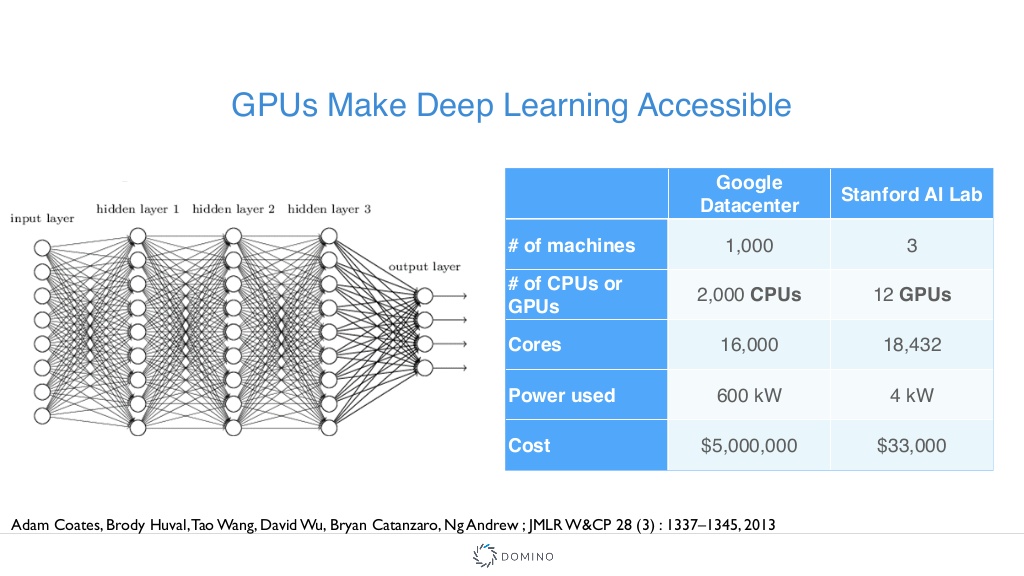 GPUs Make Deep Learning Accessible
input layer
hidden layer 1 hidden layer 2 hidden layer 3
output layer
Google
Datacenter
Stanford AI Lab
# of machines 1,000 3
# of CPUs or
GPUs
2,000 CPUs 12 GPUs
Cores 16,000 18,432
Power used 600 kW 4 kW
Cost $5,000,000 $33,000
Adam Coates, Brody Huval, Tao Wang, David Wu, Bryan Catanzaro, Ng Andrew ; JMLR W&CP 28 (3) : 1337–1345, 2013
DOMINO